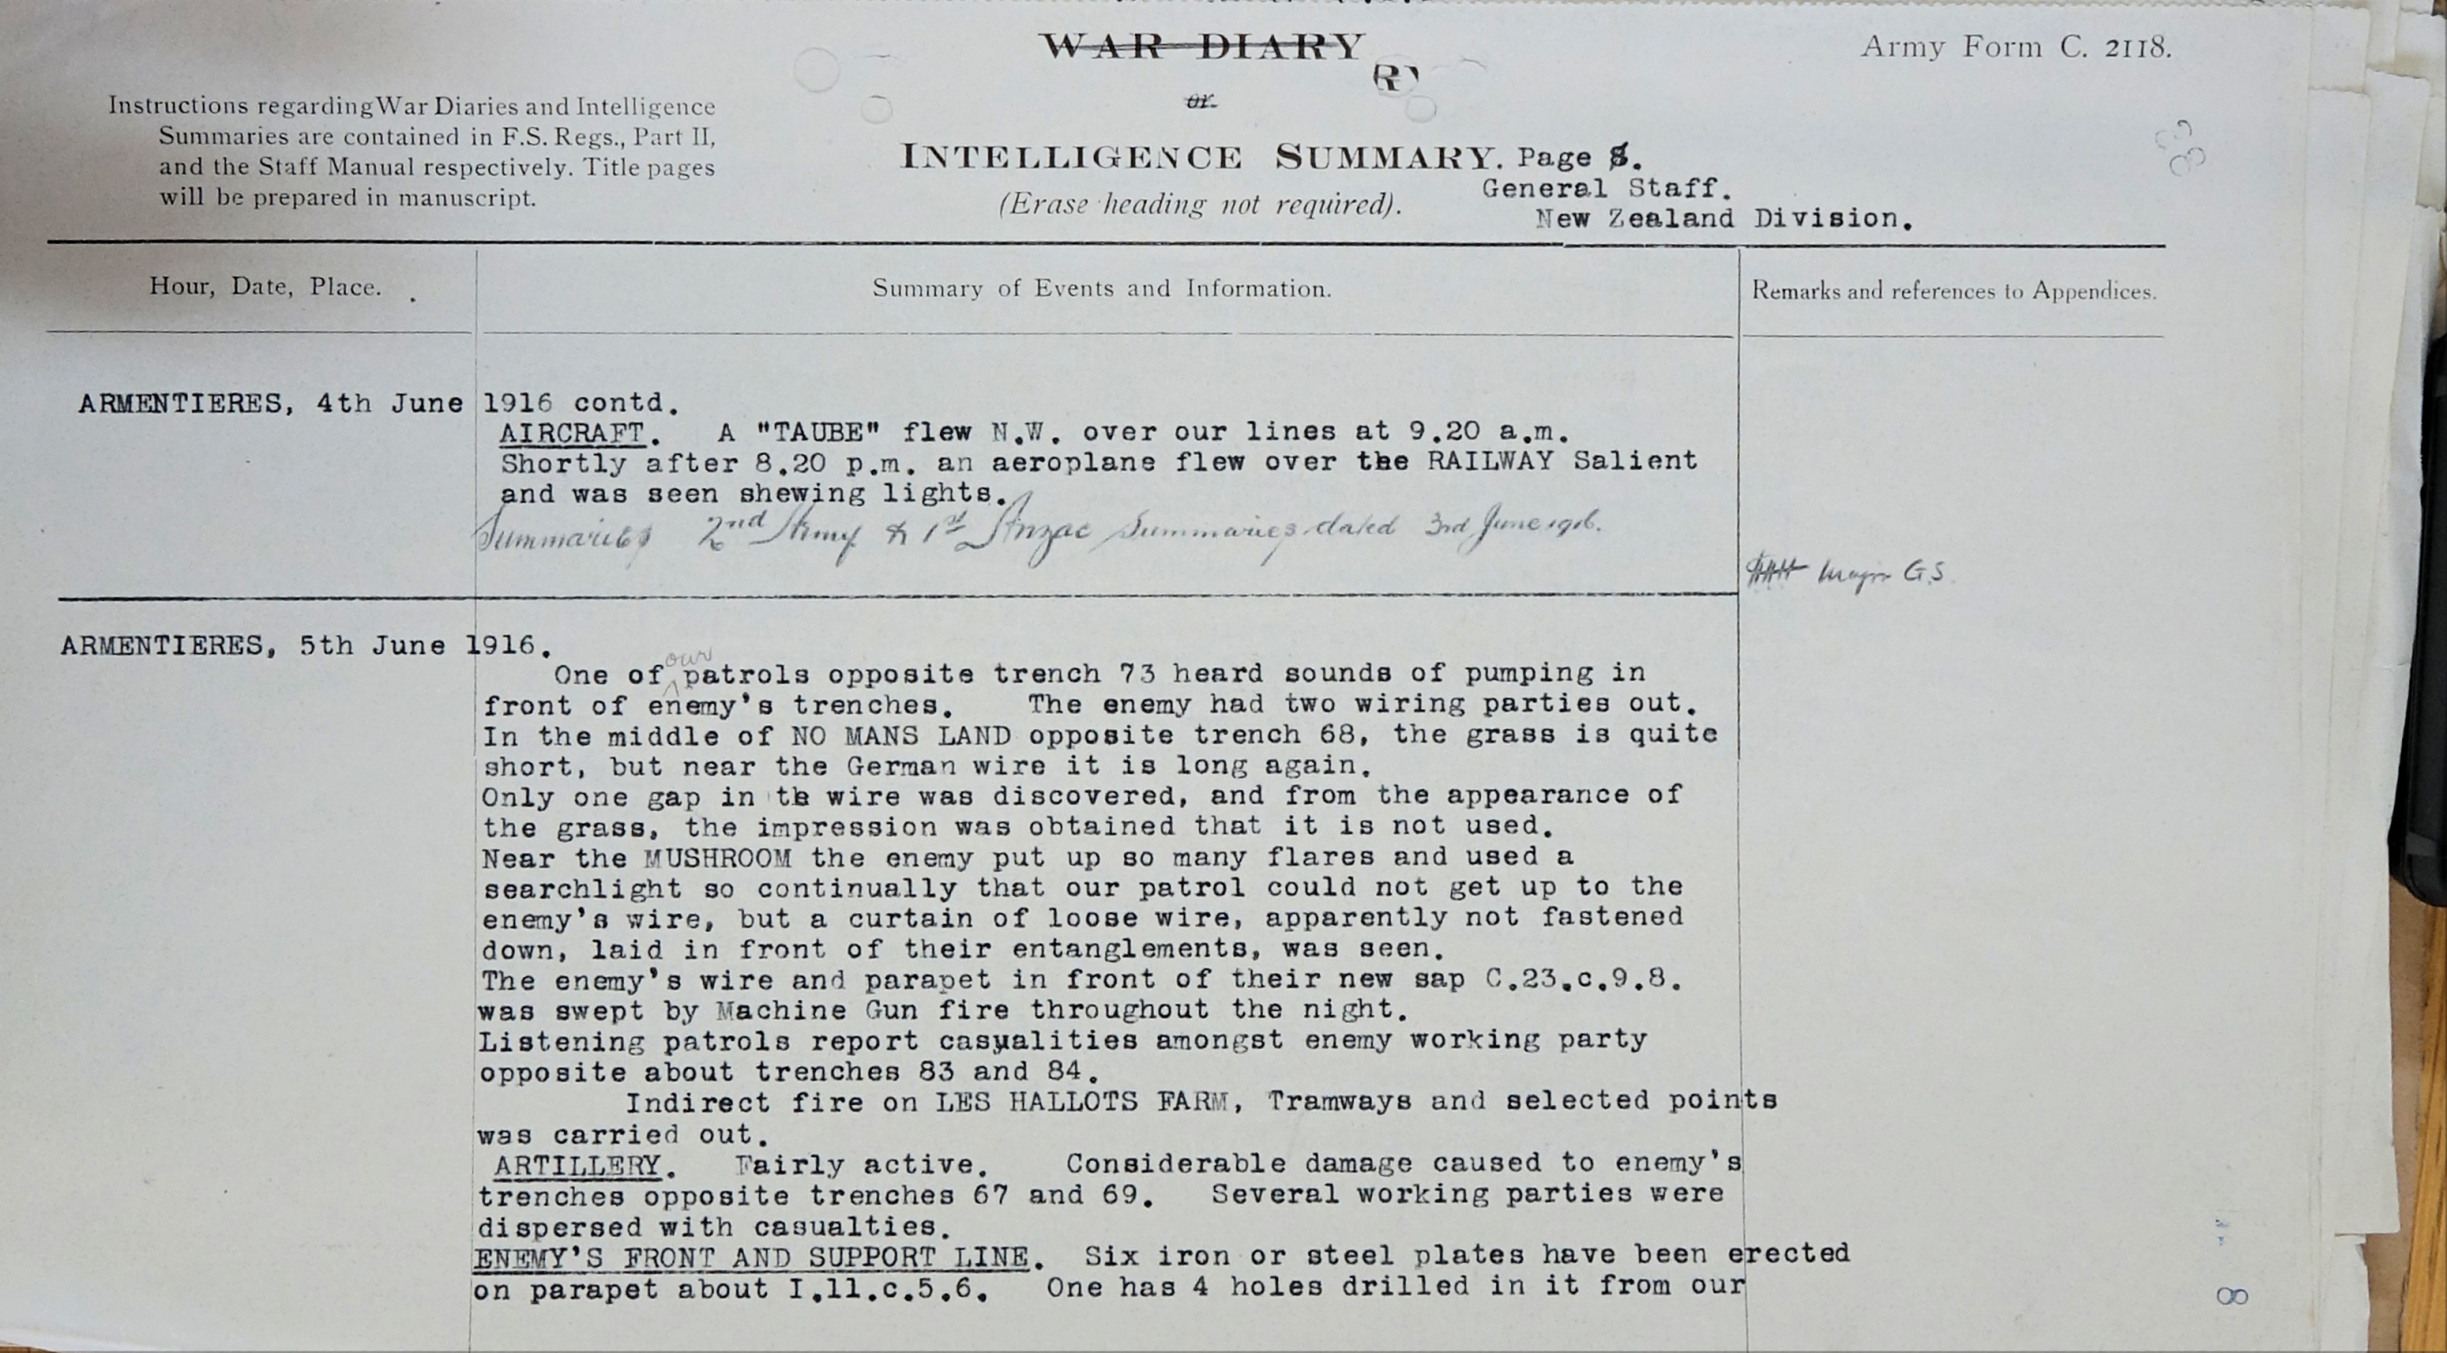 WAR DIARY
Army Form C. 2118.
R)
or
Instructions regarding War Diaries and Intelligence
Summaries are contained in F.S. Regs., Part II,
and the Staff Manual respectively. Title pages
will be prepared in manuscript.
INTELLIGENCE SUMMARY. Page 8.
General Staff.
(Erase heading not required).
New Zealand Division.
Hour, Date, Place.
Summary of Events and Information.
Remarks and references to Appendices.
ARMENTIERES, 4th June 1916 contd.
AIRCRAFT. A "TAUBE" flew N.W. over our lines at 9.20 a.m.
Shortly after 8.20 p.m. an aeroplane flew over the RAILWAY Salient
and was seen shewing lights.
Summaries 2nd Army & 1st Anzac Summaries dated 3rd June 1916.
Major G.S.
ARMENTIERES, 5th June 1916.
One of our patrols opposite trench 73 heard sounds of pumping in
front of enemy's trenches. The enemy had two wiring parties out.
In the middle of NO MANS LAND opposite trench 68, the grass is quite
short, but near the German wire it is long again.
Only one gap in th wire was discovered, and from the appearance of
the grass, the impression was obtained that it is not used.
Near the MUSHROOM the enemy put up so many flares and used a
searchlight so continually that our patrol could not get up to the
enemy's wire, but a curtain of loose wire, apparently not fastened
down, laid in front of their entanglements, was seen.
The enemy's wire and parapet in front of their new sap C.23.c.9.8.
was swept by Machine Gun fire throughout the night.
Listening patrols report casualities amongst enemy working party
opposite about trenches 83 and 84.
Indirect fire on LES HALLOTS FARM, Tramways and selected points
was carried out.
ARTILLERY. Fairly active. Considerable damage caused to enemy's
trenches opposite trenches 67 and 69. Several working parties were
dispersed with casualties.
ENEMY'S FRONT AND SUPPORT LINE. Six iron or steel plates have been erected
on parapet about I.11.c.5.6. One has 4 holes drilled in it from our
8